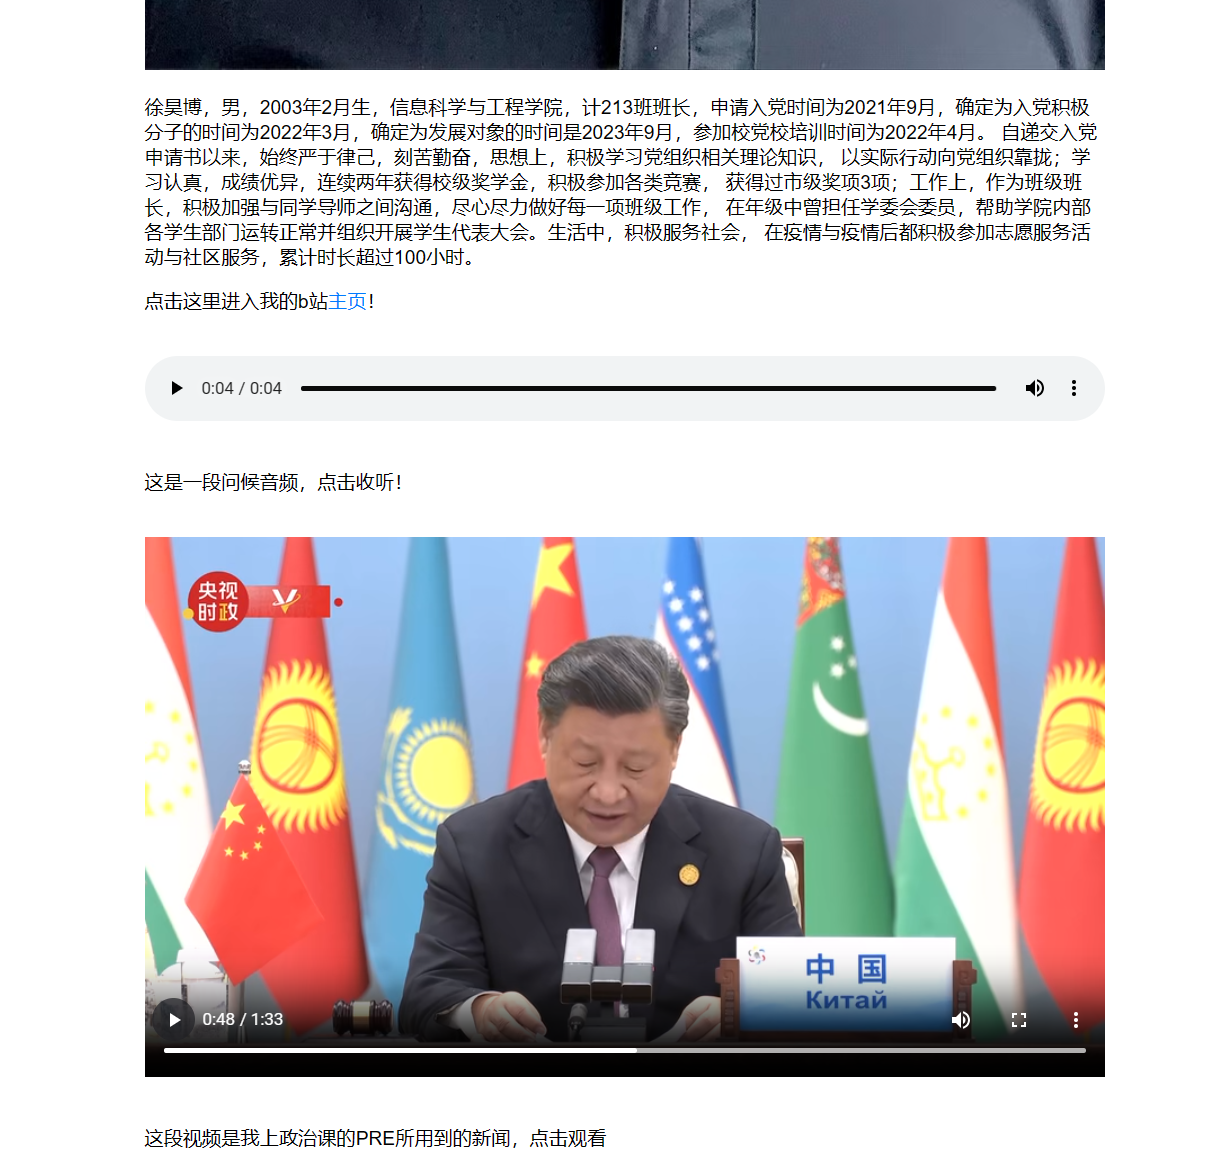 徐昊博，男，2003年2月生，信息科学与工程学院，计213班班长，申请入党时间为2021年9月，确定为入党积极
分子的时间为2022年3月，确定为发展对象的时间是2023年9月，参加校党校培训时间为2022年4月。 自递交入党
申请书以来，始终严于律己，刻苦勤奋，思想上，积极学习党组织相关理论知识， 以实际行动向党组织靠拢；学
习认真，成绩优异，连续两年获得校级奖学金，积极参加各类竞赛， 获得过市级奖项3项；工作上，作为班级班
长，积极加强与同学导师之间沟通，尽心尽力做好每一项班级工作， 在年级中曾担任学委会委员，帮助学院内部
各学生部门运转正常并组织开展学生代表大会。生活中，积极服务社会， 在疫情与疫情后都积极参加志愿服务活
动与社区服务，累计时长超过100小时。
点击这里进入我的b站主页！
0:04 / 0:04
这是一段问候音频，点击收听！
央视
时政
中国
Китай
0:48 / 1:33
这段视频是我上政治课的PRE所用到的新闻，点击观看